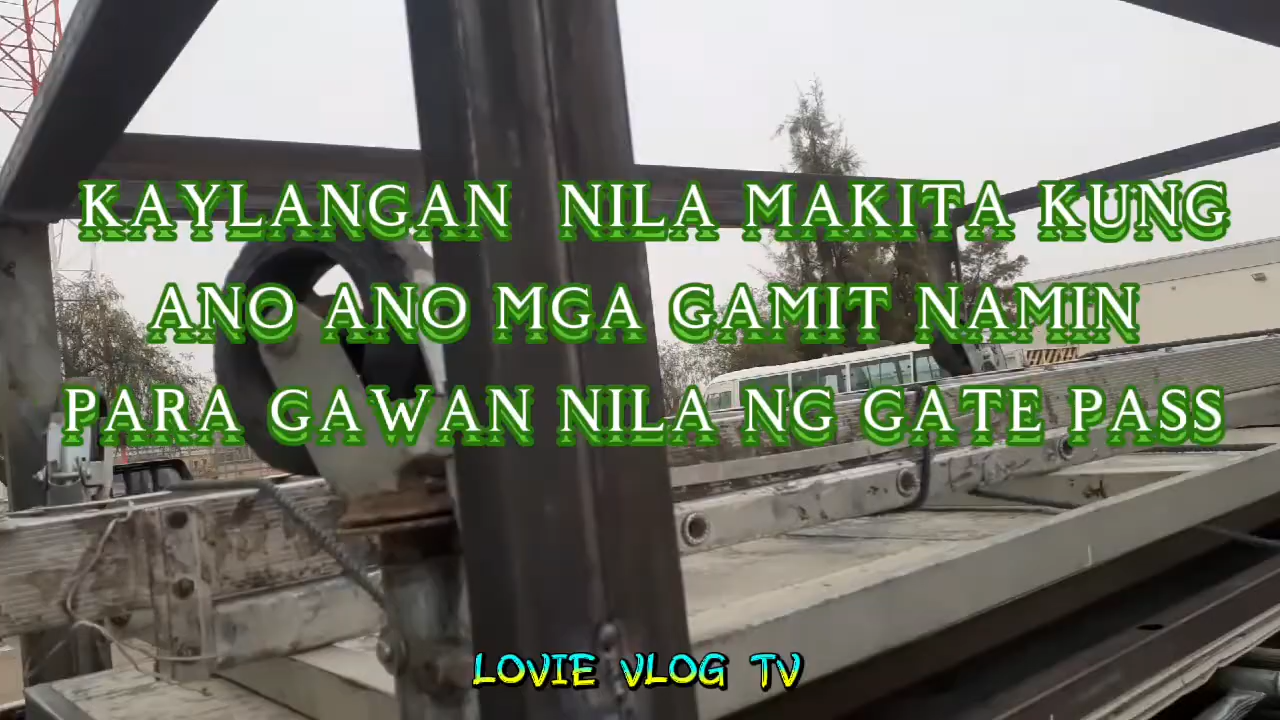 KAYLANGAN NILA MAKITA KUNG
ANO ANO MGA GAMIT NAMIN
PARA GAWAN NILA NG GATE PASS
LOVIE VLOG TV